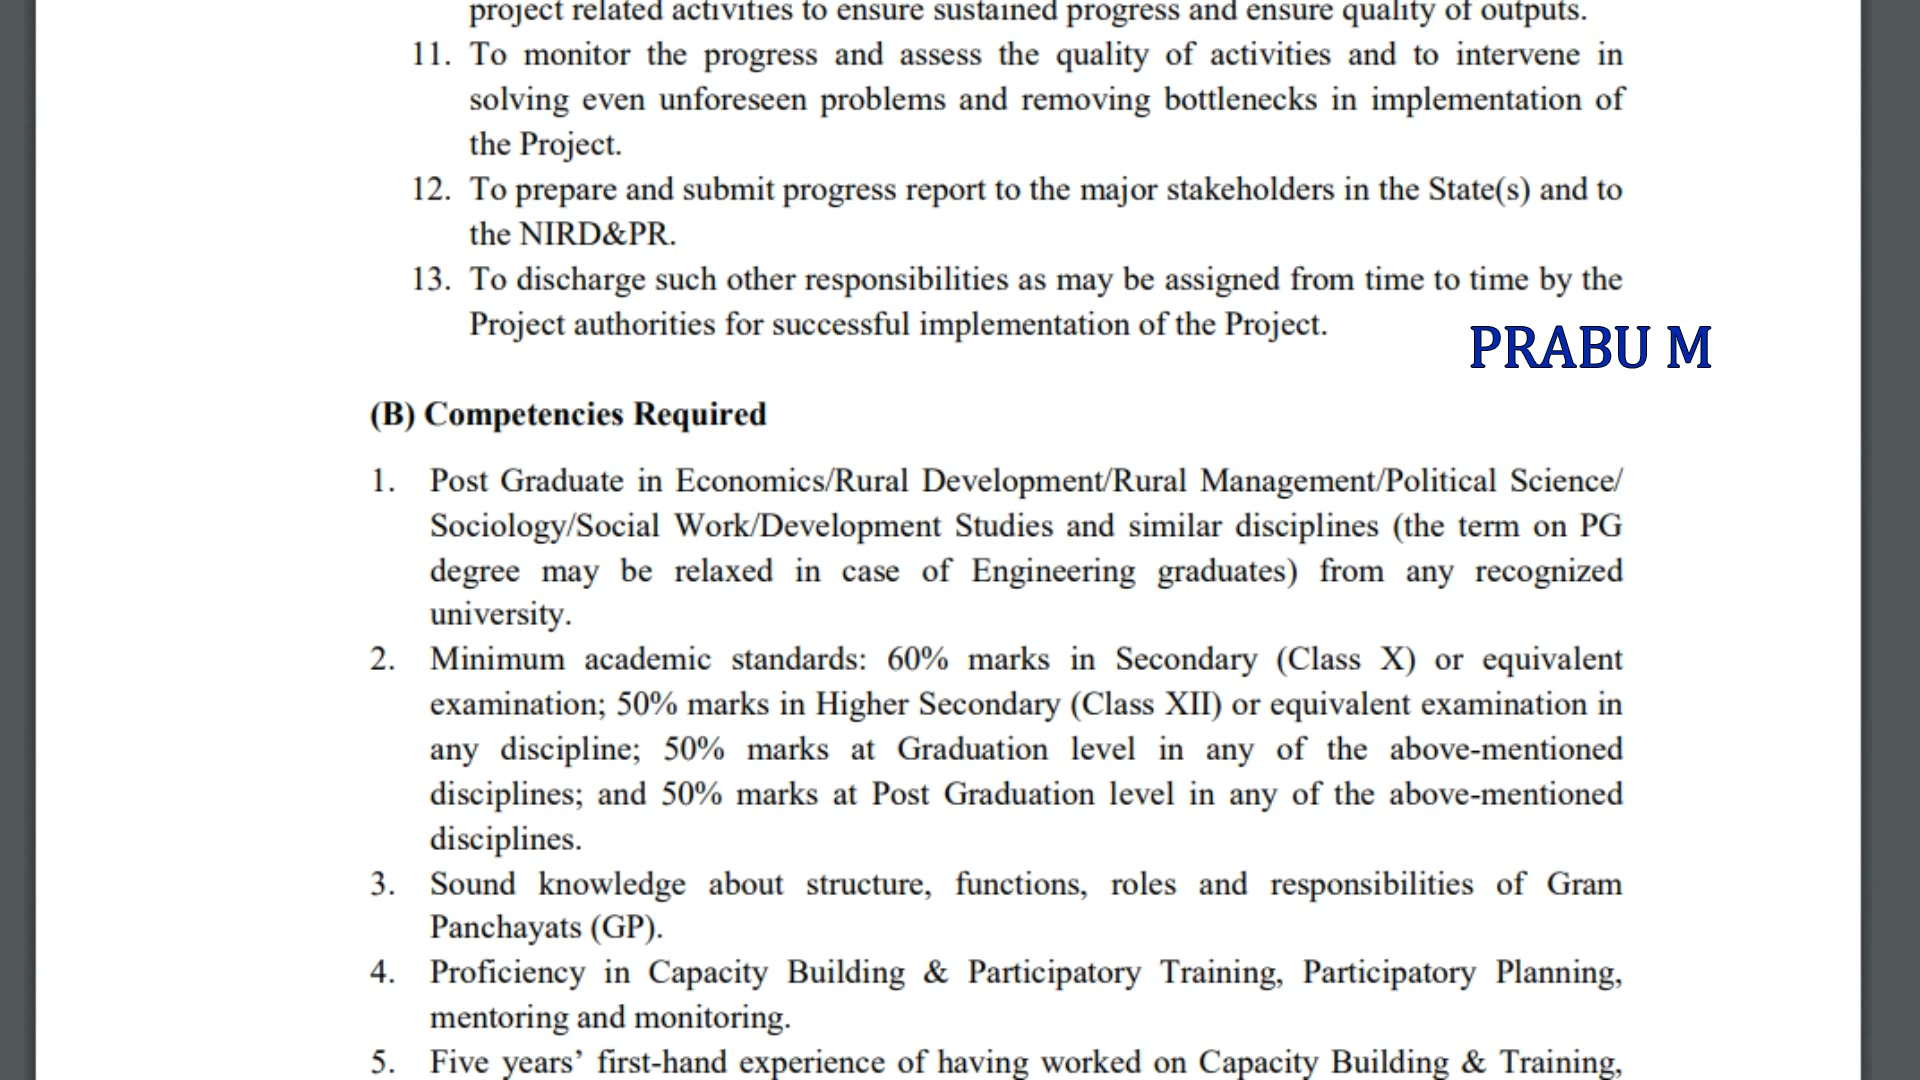 project related activities to ensure sustained progress and ensure quality of outputs.
11. To monitor the progress and assess the quality of activities and to intervene in
solving even unforeseen problems and removing bottlenecks in implementation of
the Project.
12. To prepare and submit progress report to the major stakeholders in the State(s) and to
the NIRD&PR.
13. To discharge such other responsibilities as may be assigned from time to time by the
Project authorities for successful implementation of the Project.
PRABU M
(B) Competencies Required
1. Post Graduate in Economics/Rural Development/Rural Management/Political Science/
Sociology/Social Work/Development Studies and similar disciplines (the term on PG
degree may be relaxed in case of Engineering graduates) from any recognized
university.
2. Minimum academic standards: 60% marks in Secondary (Class X) or equivalent
examination; 50% marks in Higher Secondary (Class XII) or equivalent examination in
any discipline; 50% marks at Graduation level in any of the above-mentioned
disciplines; and 50% marks at Post Graduation level in any of the above-mentioned
disciplines.
3. Sound knowledge about structure, functions, roles and responsibilities of Gram
Panchayats (GP).
4. Proficiency in Capacity Building & Participatory Training, Participatory Planning,
mentoring and monitoring.
5. Five years’ first-hand experience of having worked on Capacity Building & Training,